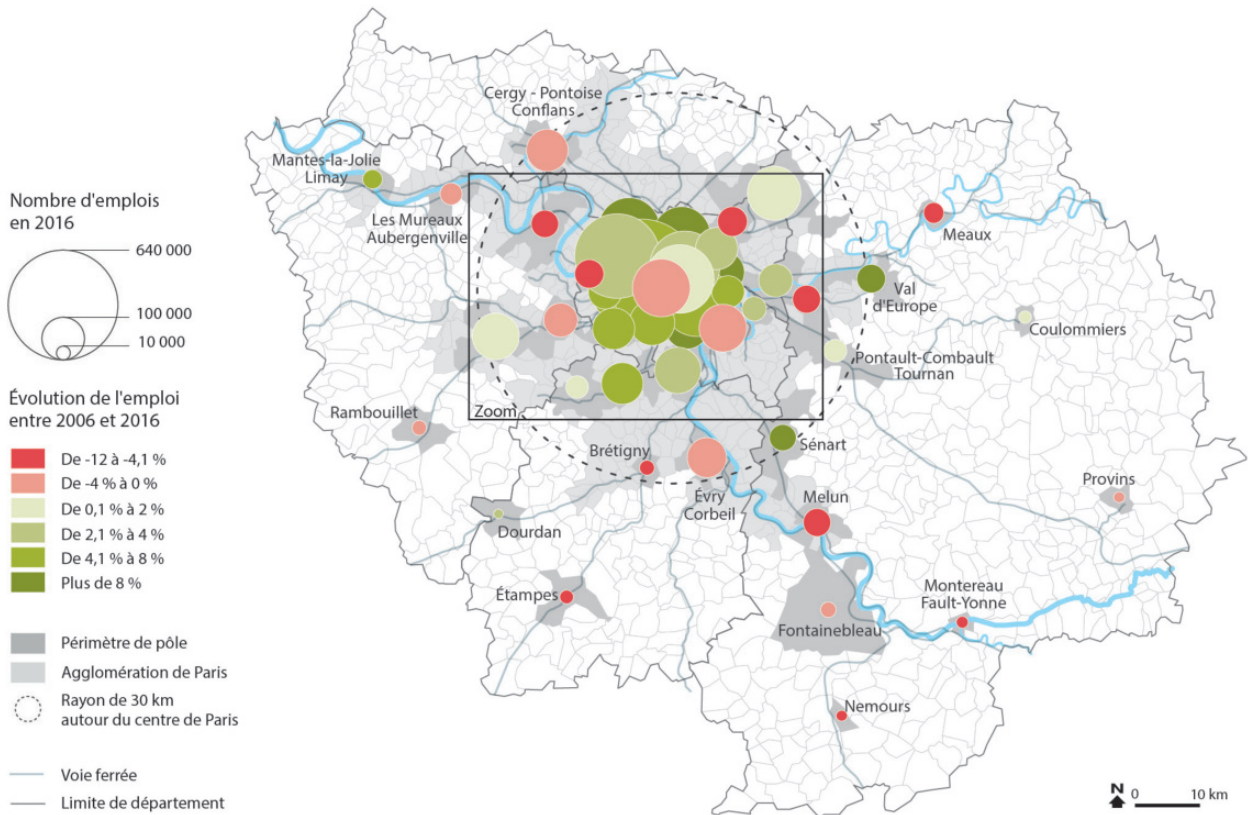 Nombre d'emplois
en 2016
640 000
100 000
10 000
Évolution de l'emploi
entre 2006 et 2016
De -12 à -4,1 %
De -4 % à 0 %
De 0,1 % à 2 %
De 2,1 % à 4 %
De 4,1 % à 8 %
Plus de 8 %
Périmètre de pôle
Agglomération de Paris
Rayon de 30 km
autour du centre de Paris
Voie ferrée
Limite de département
Cergy - Pontoise
Conflans
Mantes-la-Jolie
Limay
Les Mureaux
Aubergenville
Meaux
Val
d'Europe
Coulommiers
Pontault-Combault
Tournan
Zoom
Rambouillet
Brétigny
Sénart
Évry
Corbeil
Melun
Provins
Dourdan
Étampes
Fontainebleau
Montereau
Fault-Yonne
Nemours
N
0 10 km